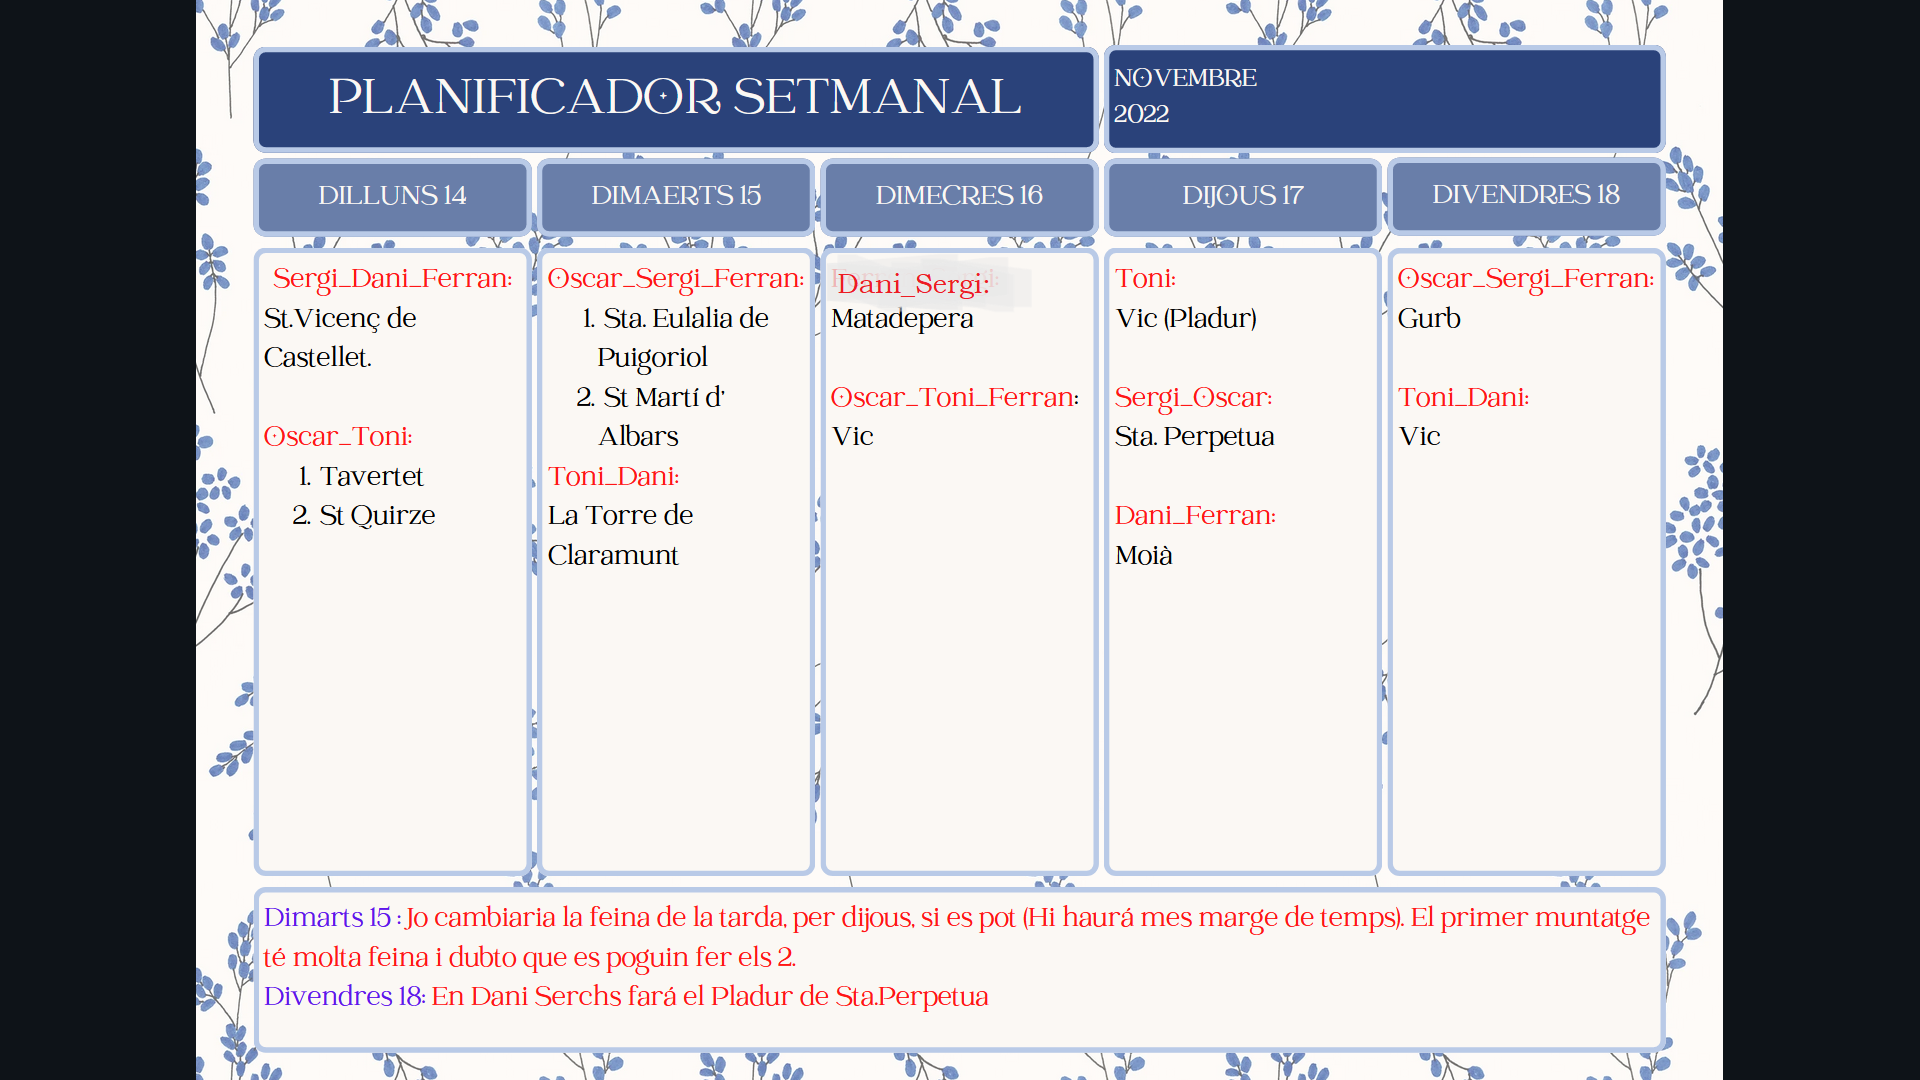 PLANIFICADOR SETMANAL
NOVEMBRE
2022
DILLUNS 14
DIMAERTS 15
DIMECRES 16
DIJOUS 17
DIVENDRES 18
Sergi_Dani_Ferran:
St.Vicenç de
Castellet.
Oscar_Toni:
1. Tavertet
2. St Quirze
Oscar_Sergi_Ferran:
1. Sta. Eulalia de
Puigoriol
2. St Martí d'
Albars
Toni_Dani:
La Torre de
Claramunt
Dani_Sergi:
Matadepera
Oscar_Toni_Ferran:
Vic
Toni:
Vic (Pladur)
Sergi_Oscar:
Sta. Perpetua
Dani_Ferran:
Moià
Oscar_Sergi_Ferran:
Gurb
Toni_Dani:
Vic
Dimarts 15 : Jo cambiaria la feina de la tarda, per dijous, si es pot (Hi haurá mes marge de temps). El primer muntatge
té molta feina i dubto que es poguin fer els 2.
Divendres 18: En Dani Serchs fará el Pladur de Sta.Perpetua